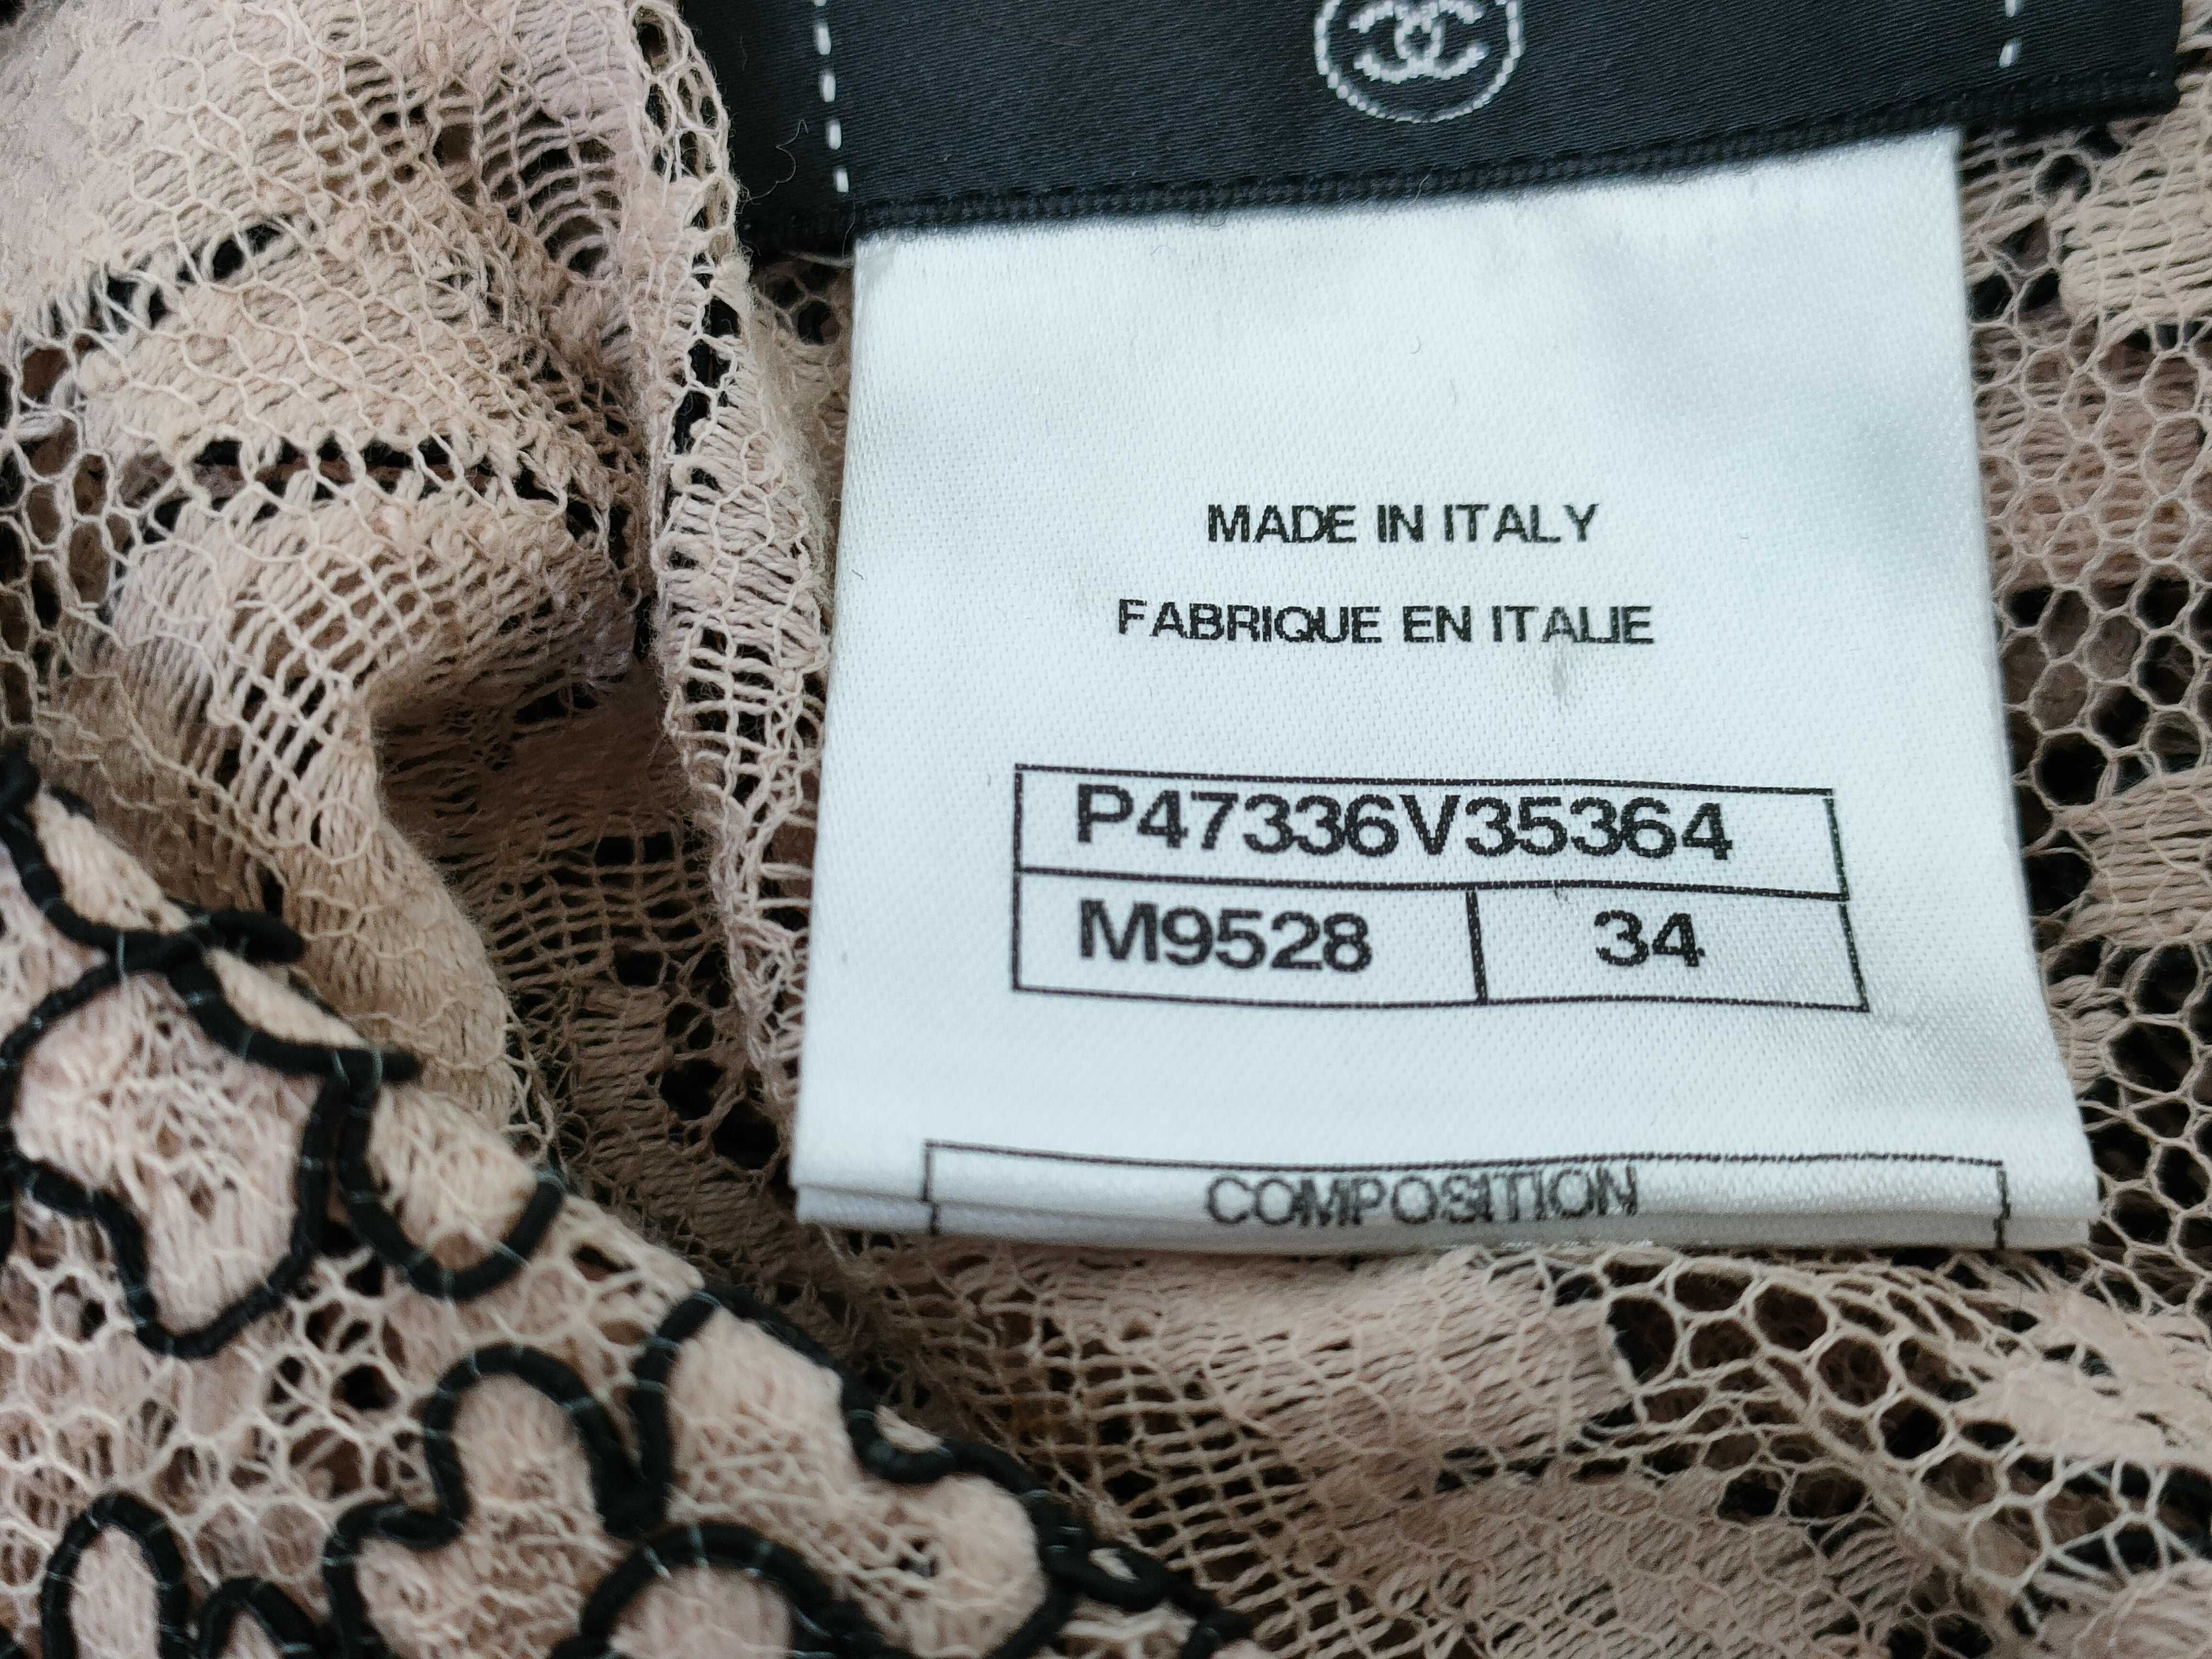 MADE IN ITALY
FABRIQUE EN ITALIE
P47336V35364
M9528 34
COMPOSITION